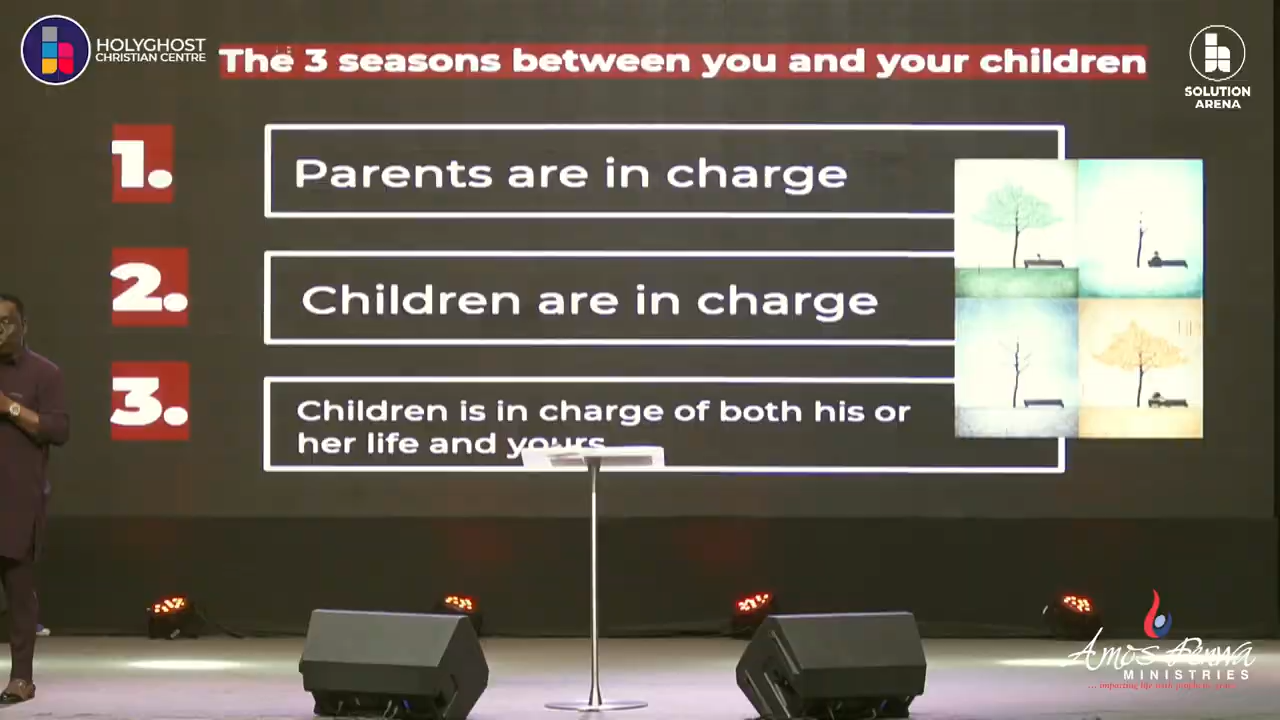 HOLYGHOST
CHRISTIAN CENTRE
The 3 seasons between you and your children
SOLUTION
ARENA
1.
Parents are in charge
2.
Children are in charge
3.
Children is in charge of both his or
her life and yours
MINISTRIES